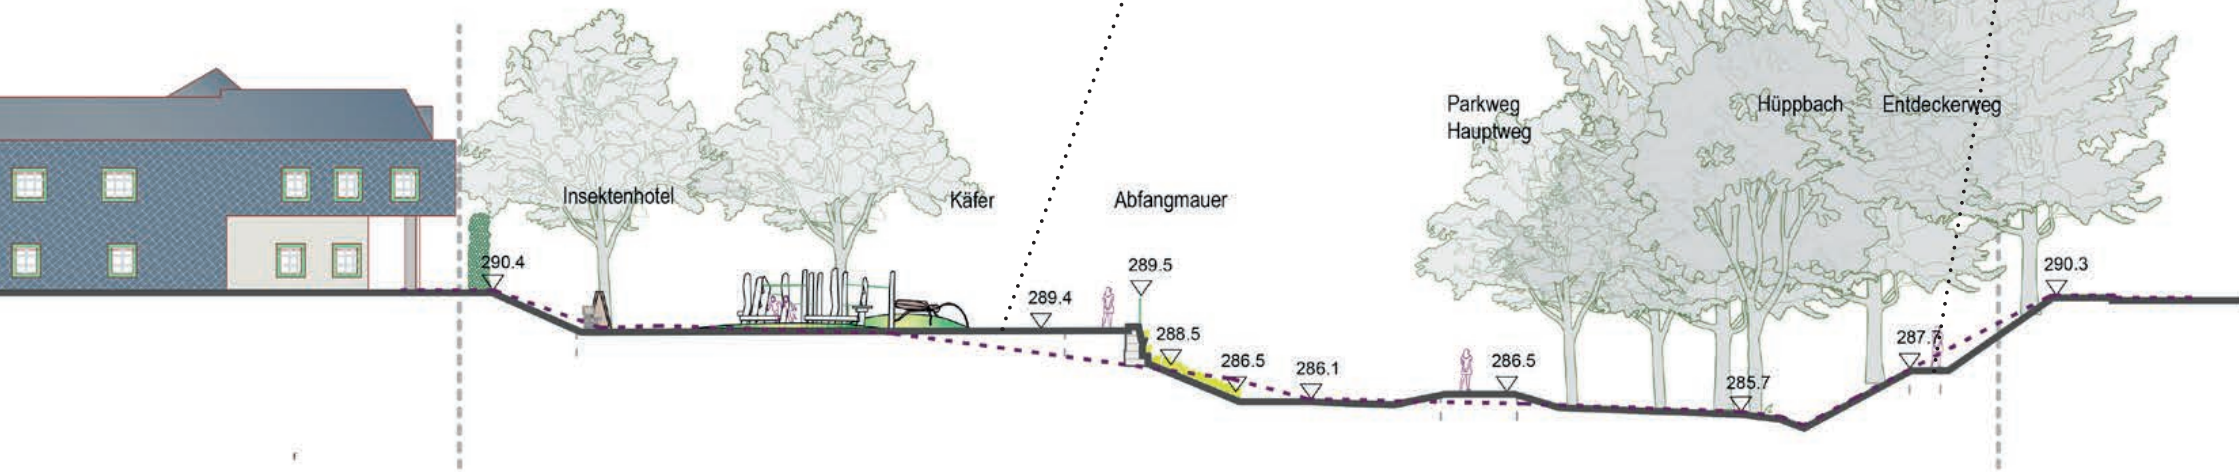 Parkweg
Hauptweg
Hüppbach
Entdeckerweg
Insektenhotel
Käfer
Abfangmauer
290.4
289.4
289.5
288.5
286.5
286.1
286.5
285.7
287.7
290.3
r